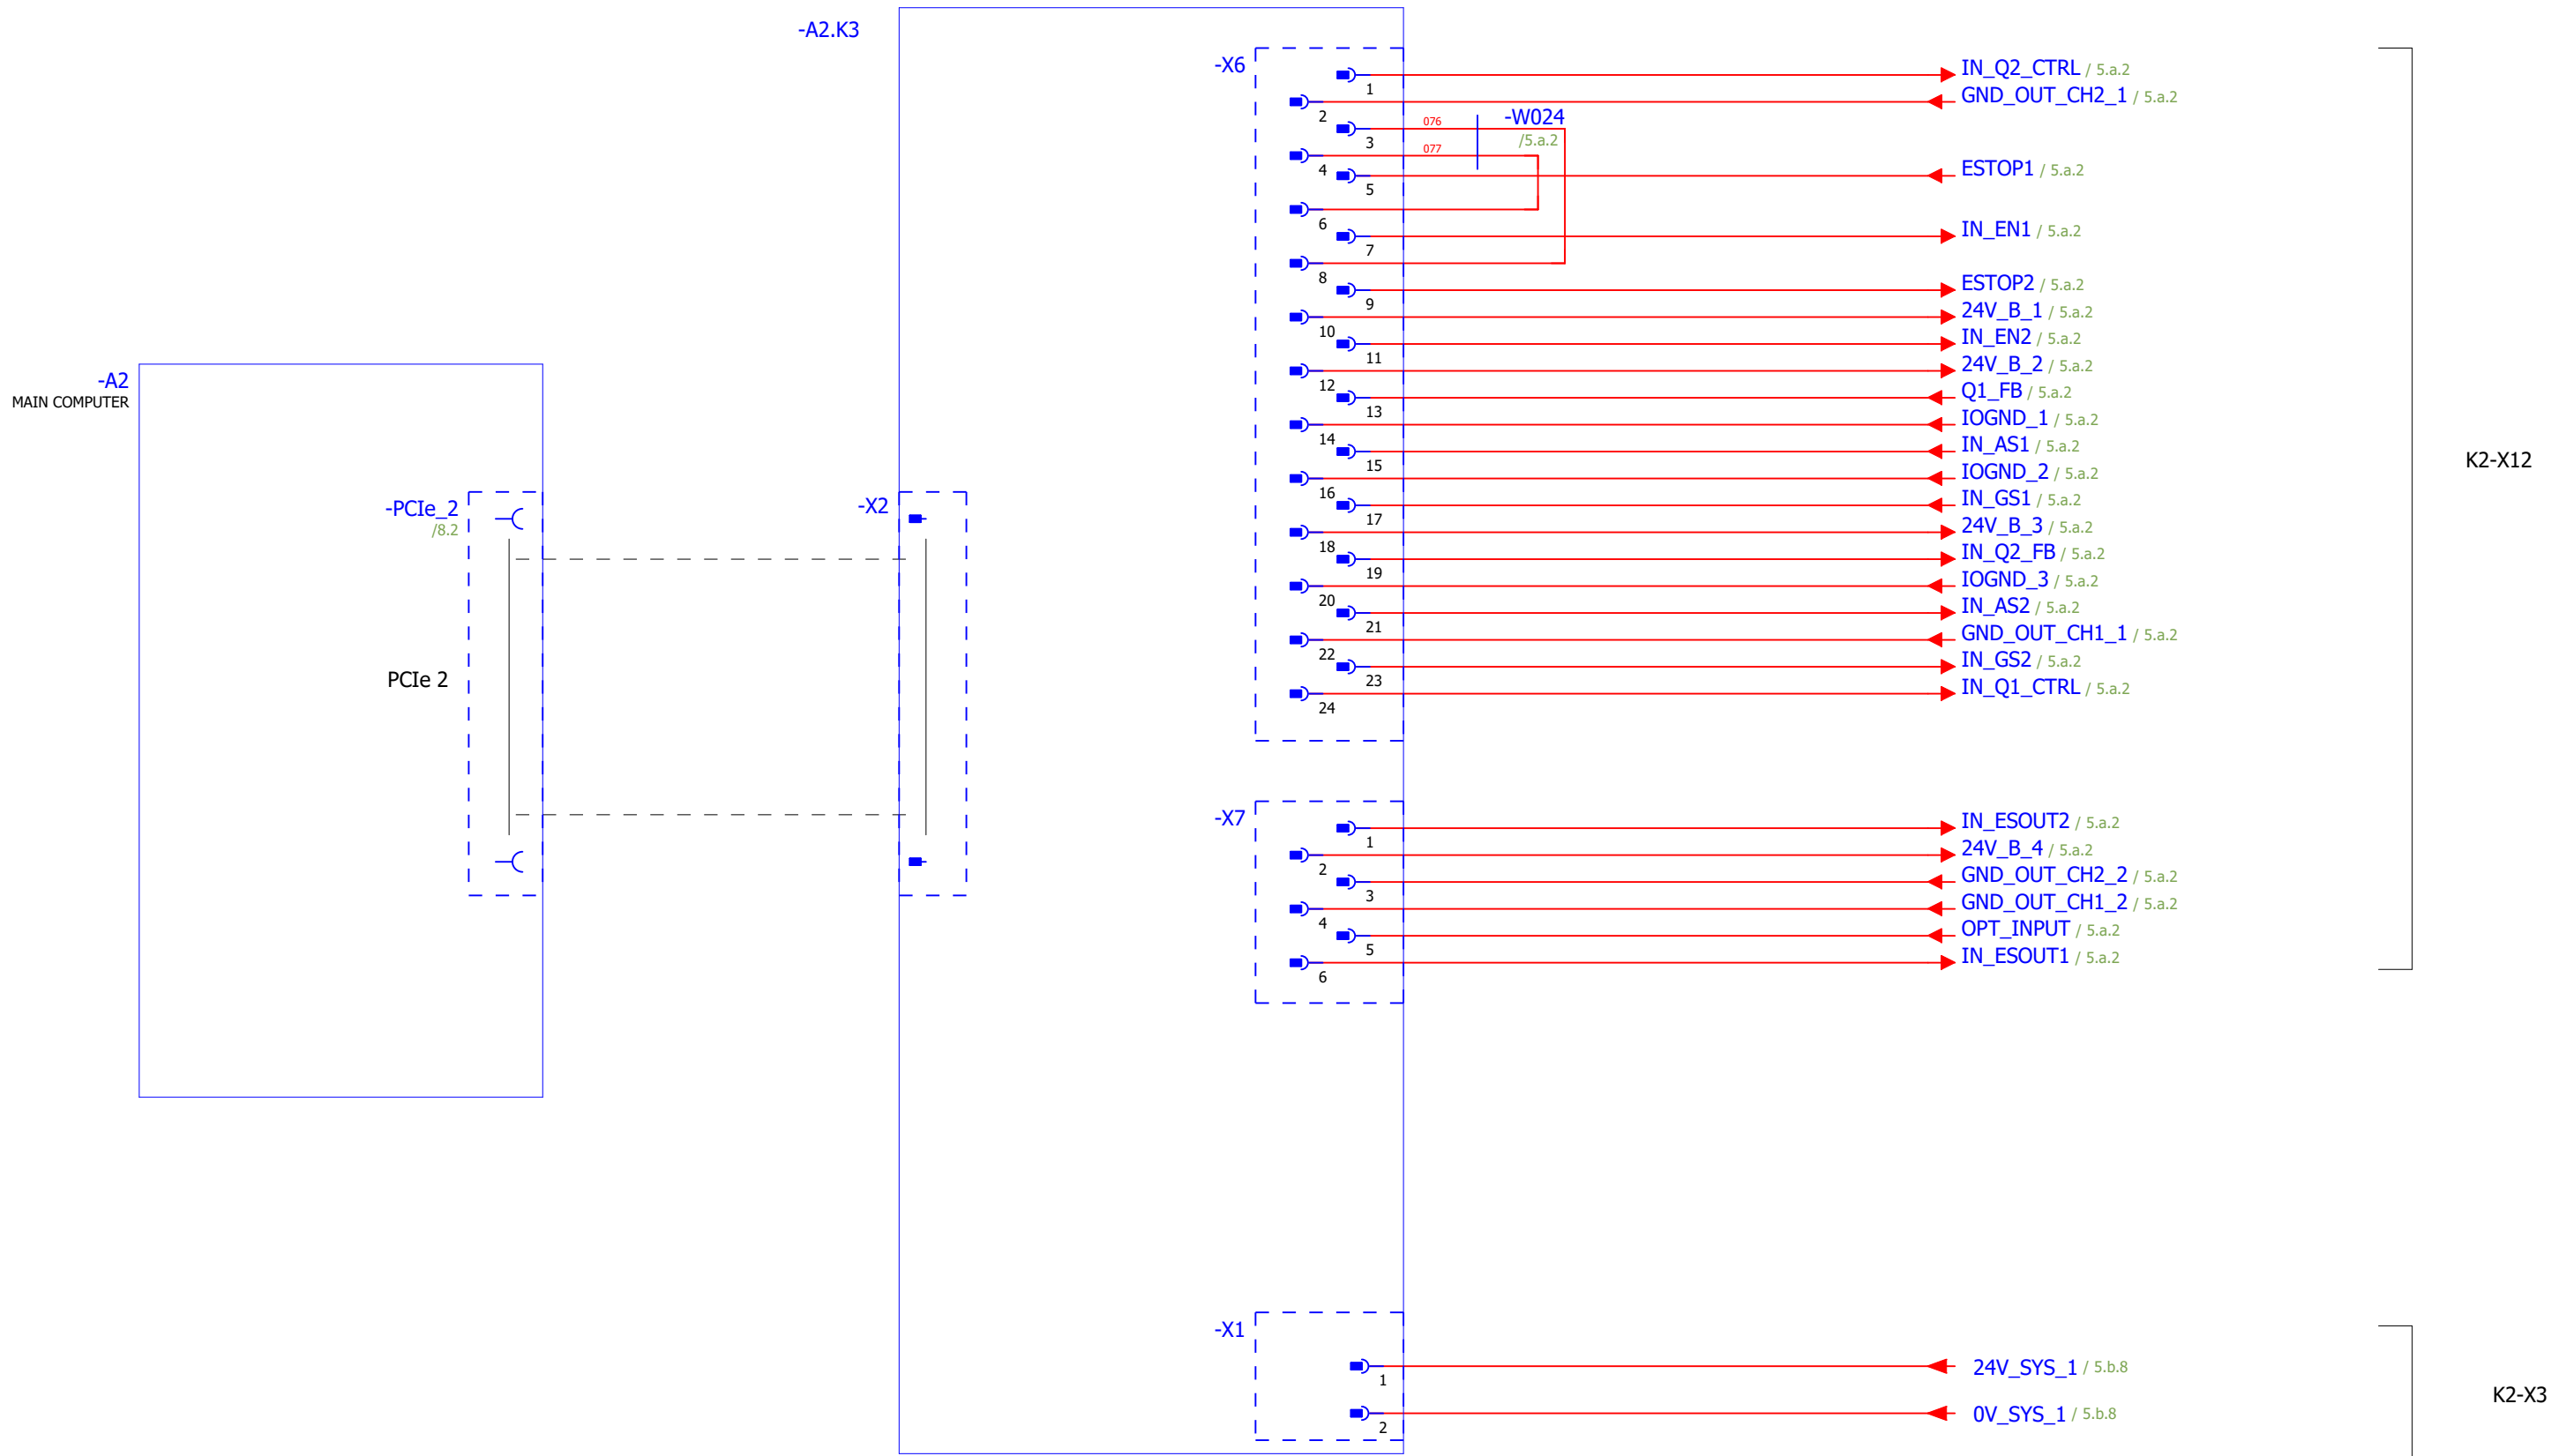 -A2.K3
-X6
1
IN_Q2_CTRL / 5.a.2
2
GND_OUT_CH2_1 / 5.a.2
3
076
-W024
/5.a.2
4
077
5
ESTOP1 / 5.a.2
6
7
IN_EN1 / 5.a.2
8
9
ESTOP2 / 5.a.2
10
24V_B_1 / 5.a.2
11
IN_EN2 / 5.a.2
12
24V_B_2 / 5.a.2
13
Q1_FB / 5.a.2
14
IOGND_1 / 5.a.2
15
IN_AS1 / 5.a.2
16
IOGND_2 / 5.a.2
17
IN_GS1 / 5.a.2
18
24V_B_3 / 5.a.2
19
IN_Q2_FB / 5.a.2
20
IOGND_3 / 5.a.2
21
IN_AS2 / 5.a.2
22
GND_OUT_CH1_1 / 5.a.2
23
IN_GS2 / 5.a.2
24
IN_Q1_CTRL / 5.a.2
K2-X12
-A2
MAIN COMPUTER
-PCIe_2
/8.2
PCIe 2
-X2
-X7
1
IN_ESOUT2 / 5.a.2
2
24V_B_4 / 5.a.2
3
GND_OUT_CH2_2 / 5.a.2
4
GND_OUT_CH1_2 / 5.a.2
5
OPT_INPUT / 5.a.2
6
IN_ESOUT1 / 5.a.2
-X1
1
24V_SYS_1 / 5.b.8
2
0V_SYS_1 / 5.b.8
K2-X3